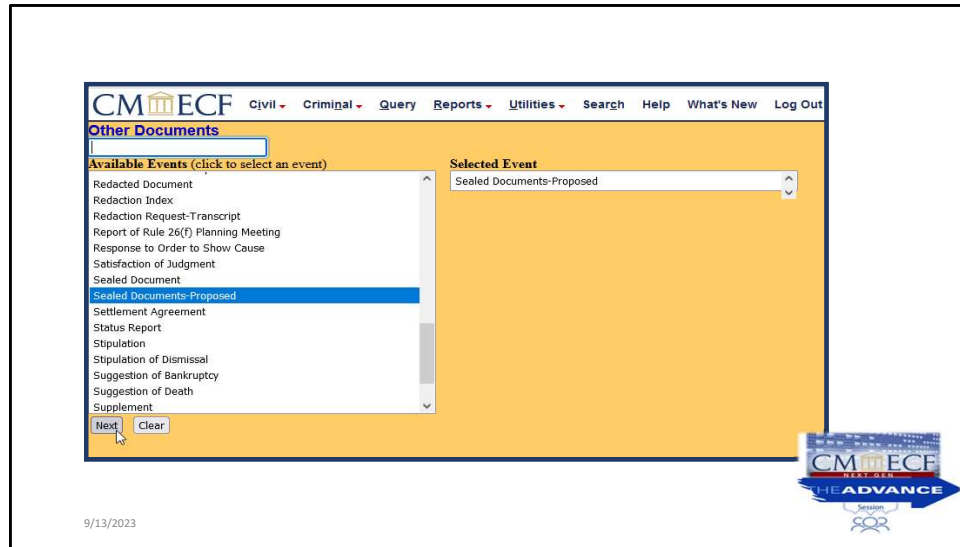 CM ECF Civil Criminal Query Reports Utilities Search Help What's New Log Out
Other Documents
Available Events (click to select an event)
Selected Event
Sealed Documents-Proposed
Redacted Document
Redaction Index
Redaction Request-Transcript
Report of Rule 26(f) Planning Meeting
Response to Order to Show Cause
Satisfaction of Judgment
Sealed Document
Sealed Documents-Proposed
Settlement Agreement
Status Report
Stipulation
Stipulation of Dismissal
Suggestion of Bankruptcy
Suggestion of Death
Supplement
Next Clear
CM ECF
NEXT GEN
THE ADVANCE
Session
9/13/2023